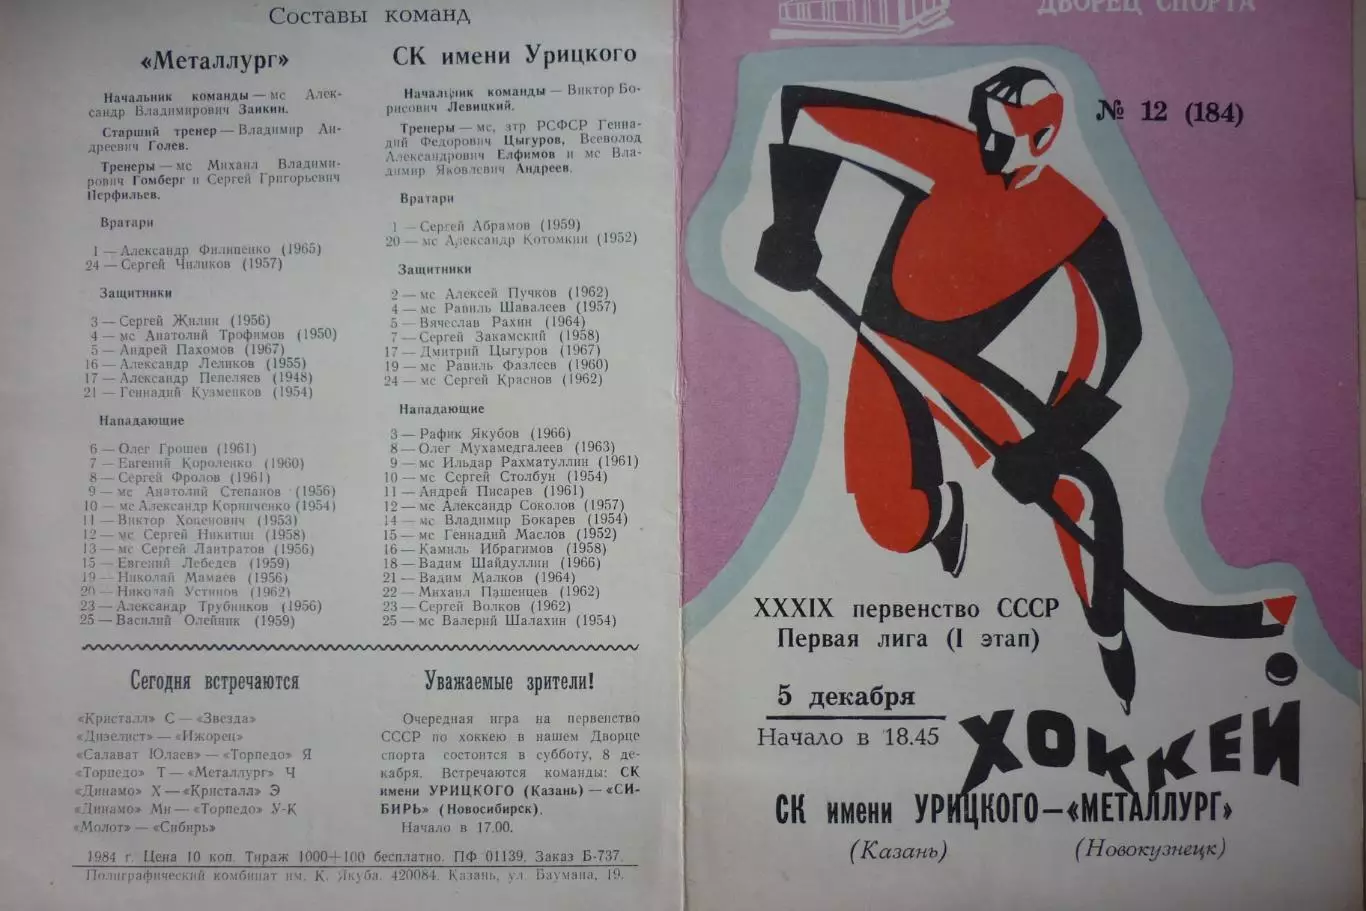 Составы команд
«Металлург»
Начальник команды — мс Алек-
сандр Владимирович Заикин.
Старший тренер — Владимир Ан-
дреевич Голев.
Тренеры — мс Михаил Владими-
рович Гомберг и Сергей Григорьевич
Перфильев.
Вратари
1 — Александр Филипенко (1965)
24 — Сергей Чиликов (1957)
Защитники
3 — Сергей Жилин (1956)
4 — мс Анатолий Трофимов (1950)
5 — Андрей Пахомов (1967)
16 — Александр Леликов (1955)
17 — Александр Пепеляев (1948)
21 — Геннадий Кузменков (1954)
Нападающие
6 — Олег Грошев (1961)
7 — Евгений Короленко (1960)
8 — Сергей Фролов (1961)
9 — мс Анатолий Степанов (1956)
10 — мс Александр Корниченко (1954)
11 — Виктор Хоценович (1953)
12 — мс Сергей Никитин (1958)
13 — мс Сергей Лантратов (1956)
15 — Евгений Лебедев (1959)
19 — Николай Мамаев (1956)
20 — Николай Устинов (1962)
23 — Александр Трубников (1956)
25 — Василий Олейник (1959)
СК имени Урицкого
Начальник команды — Виктор Бо-
рисович Левицкий.
Тренеры — мс, зтр РСФСР Генна-
дий Федорович Цыгуров, Всеволод
Александрович Елфимов и мс Вла-
димир Яковлевич Андреев.
Вратари
1 — Сергей Абрамов (1959)
20 — мс Александр Котомкин (1952)
Защитники
2 — мс Алексей Пучков (1962)
4 — мс Равиль Шавалеев (1957)
5 — Вячеслав Рахин (1964)
7 — Сергей Закамский (1958)
17 — Дмитрий Цыгуров (1967)
19 — мс Равиль Фазлеев (1960)
24 — мс Сергей Краснов (1962)
Нападающие
3 — Рафик Якубов (1966)
8 — Олег Мухамедгалеев (1963)
9 — мс Ильдар Рахматуллин (1961)
10 — мс Сергей Столбун (1954)
11 — Андрей Писарев (1961)
12 — мс Александр Соколов (1957)
14 — мс Владимир Бокарев (1954)
15 — мс Геннадий Маслов (1952)
16 — Камиль Ибрагимов (1958)
18 — Вадим Шайдуллин (1966)
21 — Вадим Малков (1964)
22 — Михаил Пашенцев (1962)
23 — Сергей Волков (1962)
25 — мс Валерий Шалахин (1954)
Сегодня встречаются
«Кристалл» С — «Звезда»
«Дизелист» — «Ижорец»
«Салават Юлаев» — «Торпедо» Я
«Торпедо» Т — «Металлург» Ч
«Динамо» Х — «Кристалл» Э
«Динамо» Мн — «Торпедо» У-К
«Молот» — «Сибирь»
Уважаемые зрители!
Очередная игра на первенство
СССР по хоккею в нашем Дворце
спорта состоится в субботу, 8 де-
кабря. Встречаются команды: СК
имени УРИЦКОГО (Казань) — «СИ-
БИРЬ» (Новосибирск).
Начало в 17.00.
1984 г. Цена 10 коп. Тираж 1000+100 бесплатно. ПФ 01139. Заказ Б-737.
Полиграфический комбинат им. К. Якуба. 420084. Казань, ул. Баумана, 19.
ДВОРЕЦ СПОРТА
№ 12 (184)
XXXIX первенство СССР
Первая лига (I этап)
5 декабря
Начало в 18.45
ХОККЕЙ
СК имени УРИЦКОГО—«МЕТАЛЛУРГ»
(Казань) (Новокузнецк)